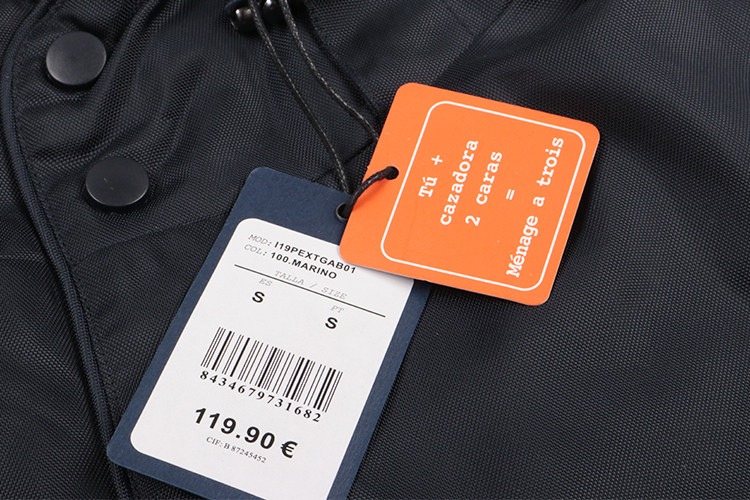 Tú +
cazadora
2 caras
=
Ménage a trois
MOD: I19PEXTGAB01
COL: 100.MARINO
TALLA / SIZE
ES
S
PT
S
8434679731682
119.90 €
CIF: B 87245452